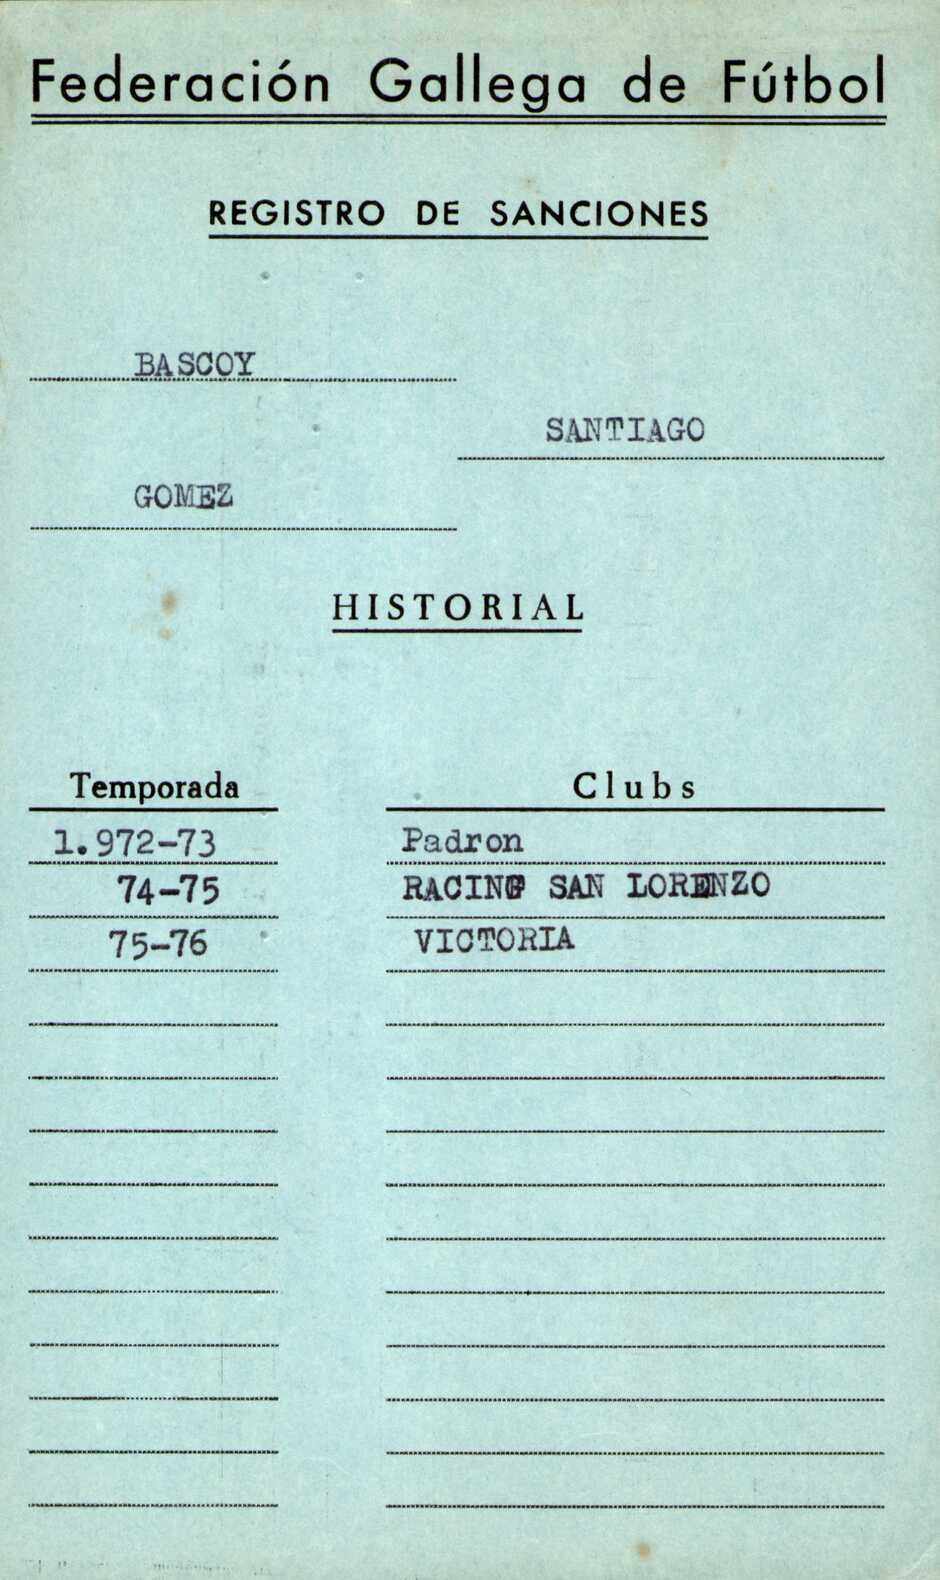 Federación Gallega de Fútbol
REGISTRO DE SANCIONES
BASCOY
SANTIAGO
GOMEZ
HISTORIAL
Temporada Clubs
1.972-73 Padron
74-75 RACING SAN LORENZO
75-76 VICTORIA